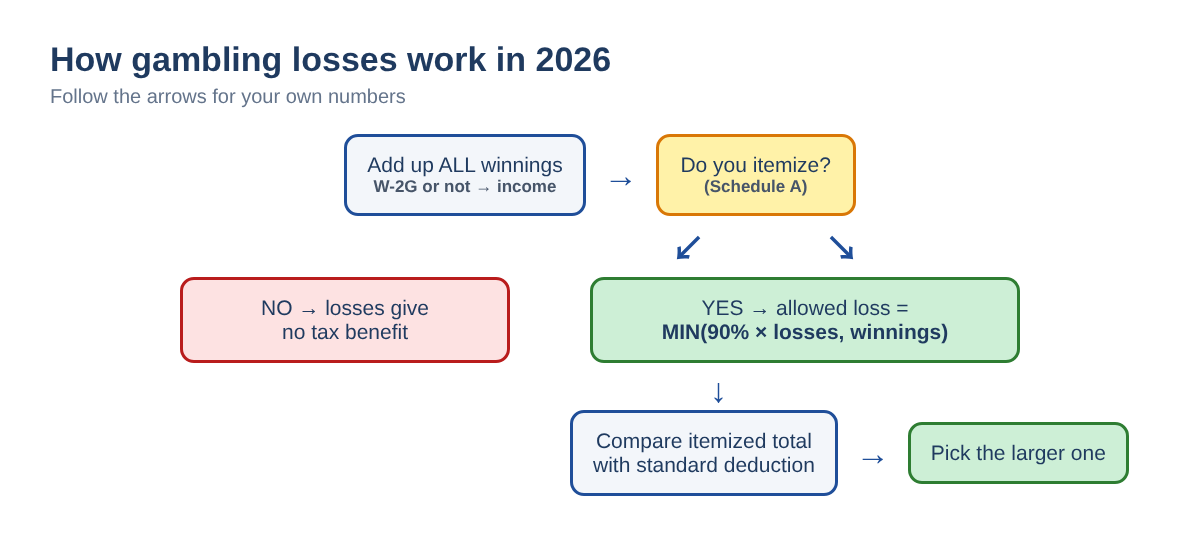 How gambling losses work in 2026
Follow the arrows for your own numbers
Add up ALL winnings
W-2G or not → income
→
Do you itemize?
(Schedule A)
↙ ↘
NO → losses give
no tax benefit
YES → allowed loss =
MIN(90% × losses, winnings)
↓
Compare itemized total
with standard deduction
→
Pick the larger one